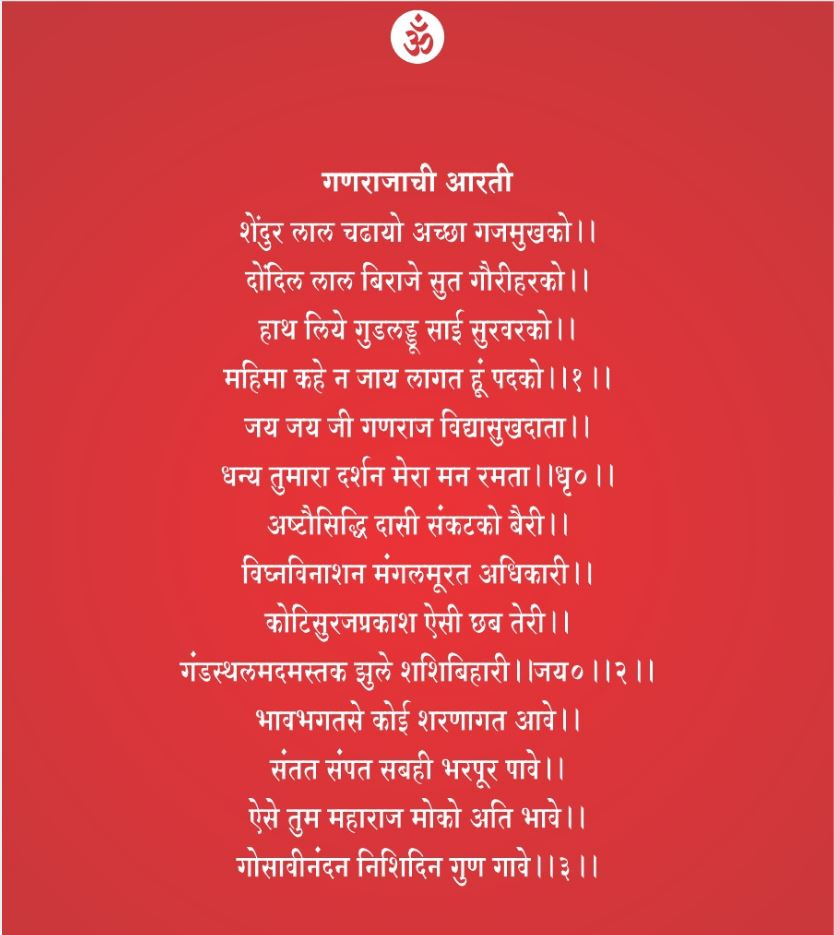 ॐ
गणराजाची आरती
शेंदुर लाल चढायो अच्छा गजमुखको।।
दोंदिल लाल बिराजे सुत गौरीहरको।।
हाथ लिये गुडलड्डू साई सुरवरको।।
महिमा कहे न जाय लागत हूं पदको।।१।।
जय जय जी गणराज विद्यासुखदाता।।
धन्य तुमारा दर्शन मेरा मन रमता।।धृ०।।
अष्टौसिद्धि दासी संकटको बैरी।।
विघ्नविनाशन मंगलमूरत अधिकारी।।
कोटिसुरजप्रकाश ऐसी छब तेरी।।
गंडस्थलमदमस्तक झुले शशिबिहारी।।जय०।।२।।
भावभगतसे कोई शरणागत आवे।।
संतत संपत सबही भरपूर पावे।।
ऐसे तुम महाराज मोको अति भावे।।
गोसावीनंदन निशिदिन गुण गावे।।३।।